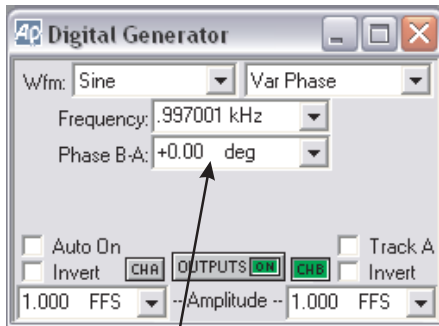 Ap Digital Generator
Wfm: Sine Var Phase
Frequency: .997001 kHz
Phase B-A: +0.00 deg
Auto On Track A
Invert CHA OUTPUTS ON CHB Invert
1.000 FFS --Amplitude -- 1.000 FFS